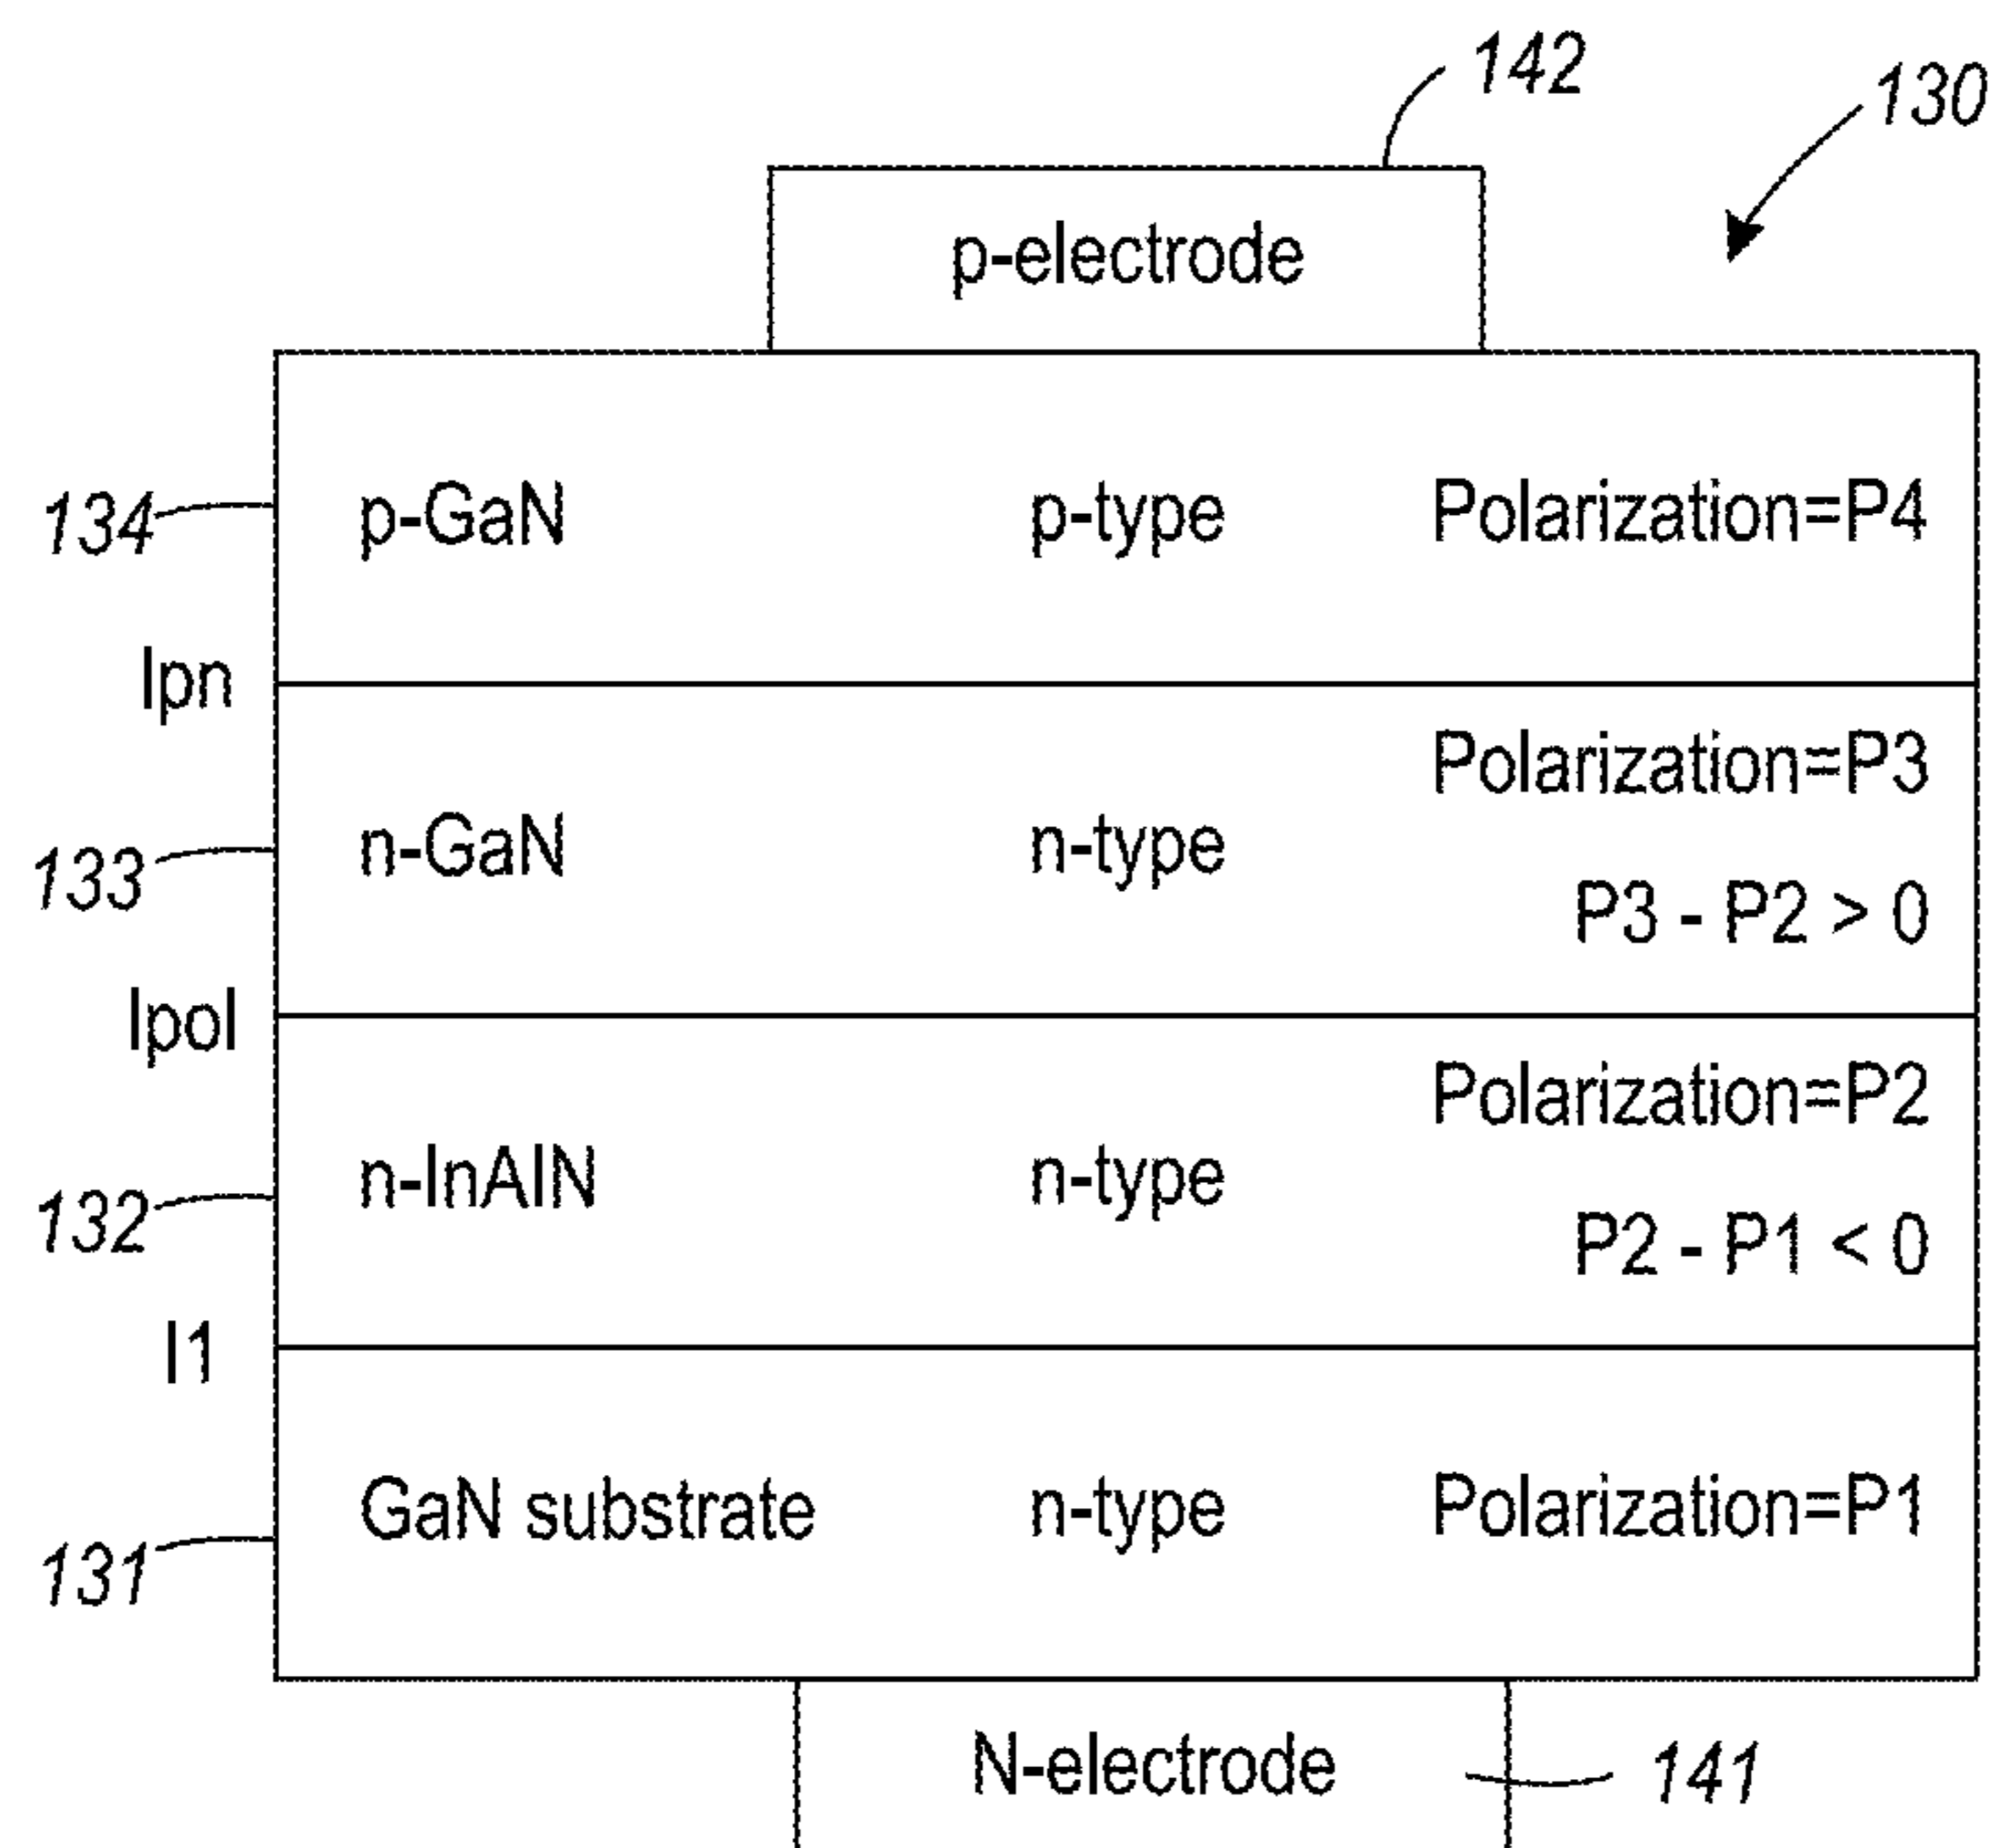 142
130
p-electrode
134 p-GaN p-type Polarization=P4
Ipn
Polarization=P3
133 n-GaN n-type
P3 - P2 > 0
Ipol
Polarization=P2
132 n-InAlN n-type
P2 - P1 < 0
I1
131 GaN substrate n-type Polarization=P1
N-electrode 141